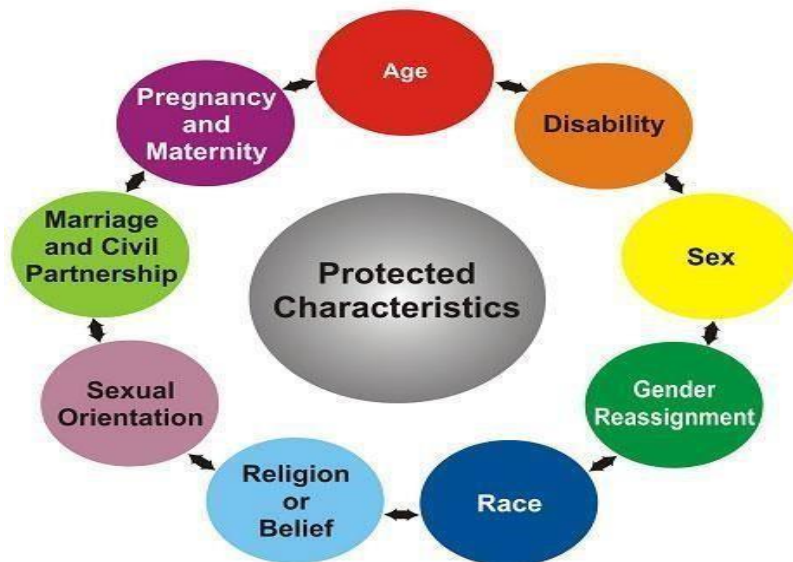 Age
Disability
Sex
Gender
Reassignment
Race
Religion
or
Belief
Sexual
Orientation
Marriage
and Civil
Partnership
Pregnancy
and
Maternity
Protected
Characteristics